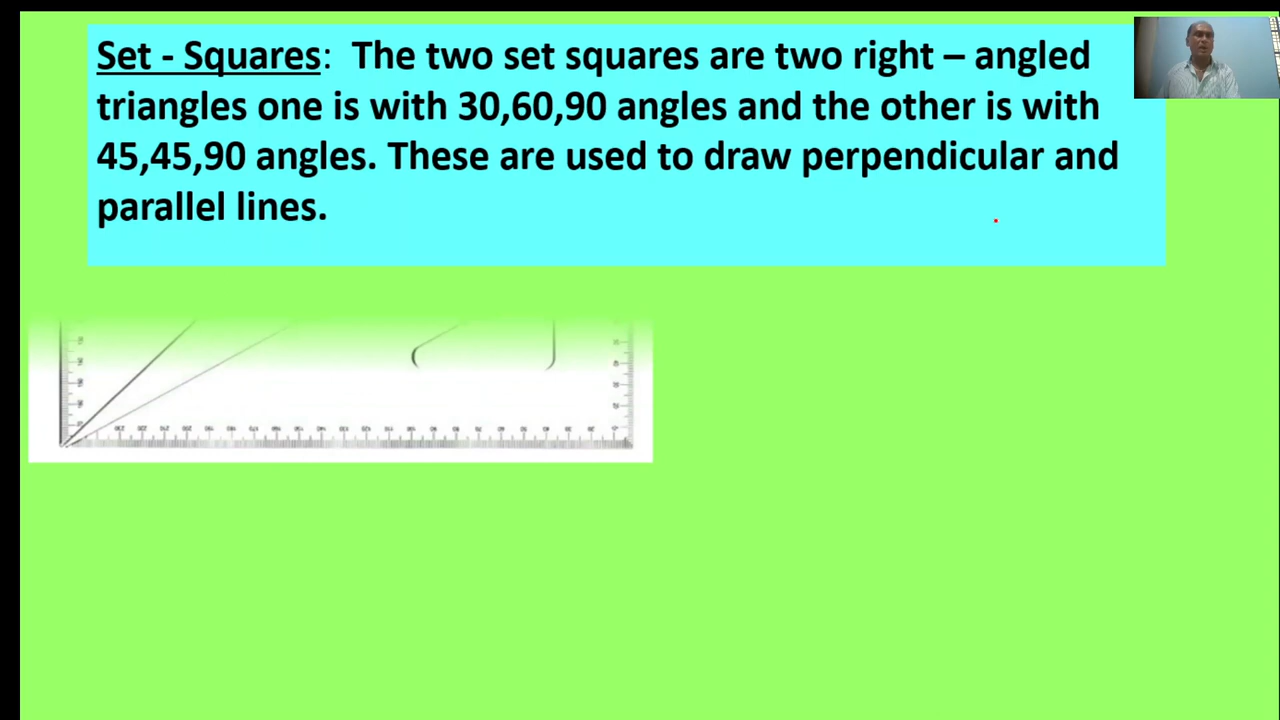 Set - Squares: The two set squares are two right – angled
triangles one is with 30,60,90 angles and the other is with
45,45,90 angles. These are used to draw perpendicular and
parallel lines.